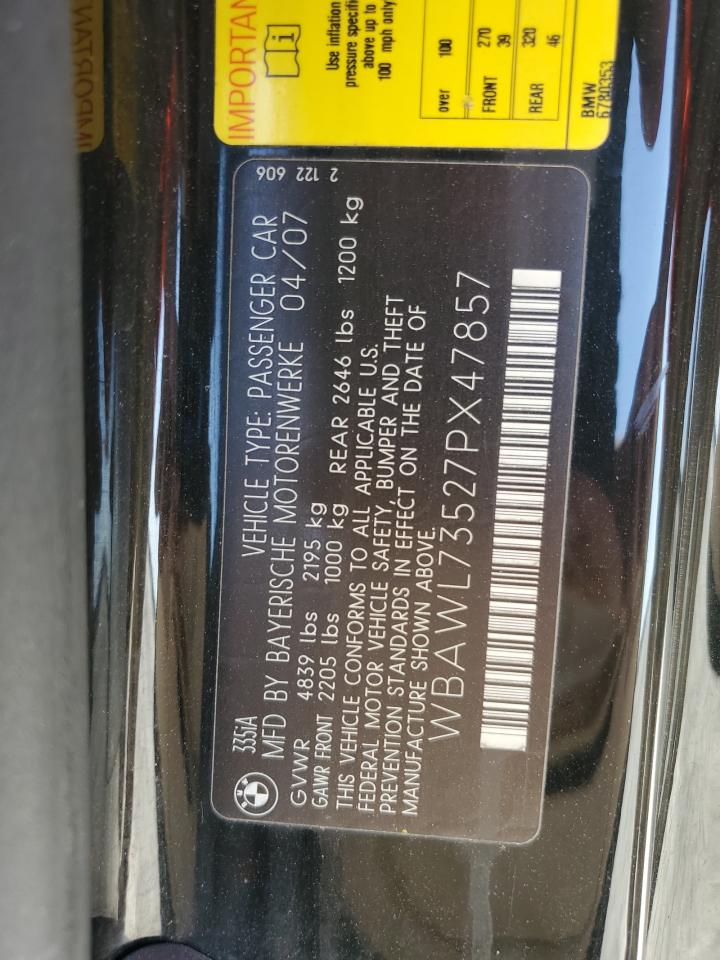 IMPORTAN
Use inflation
pressure specifi
above up to
100 mph only
over 100
FRONT 270
39
REAR 320
46
BMW
6780353
2 122 606
BMW
335iA VEHICLE TYPE: PASSENGER CAR
MFD BY BAYERISCHE MOTORENWERKE 04/07
GVWR 4839 lbs 2195 kg
GAWR FRONT 2205 lbs 1000 kg REAR 2646 lbs 1200 kg
THIS VEHICLE CONFORMS TO ALL APPLICABLE U.S.
FEDERAL MOTOR VEHICLE SAFETY, BUMPER AND THEFT
PREVENTION STANDARDS IN EFFECT ON THE DATE OF
MANUFACTURE SHOWN ABOVE.
WBAWL73527PX47857